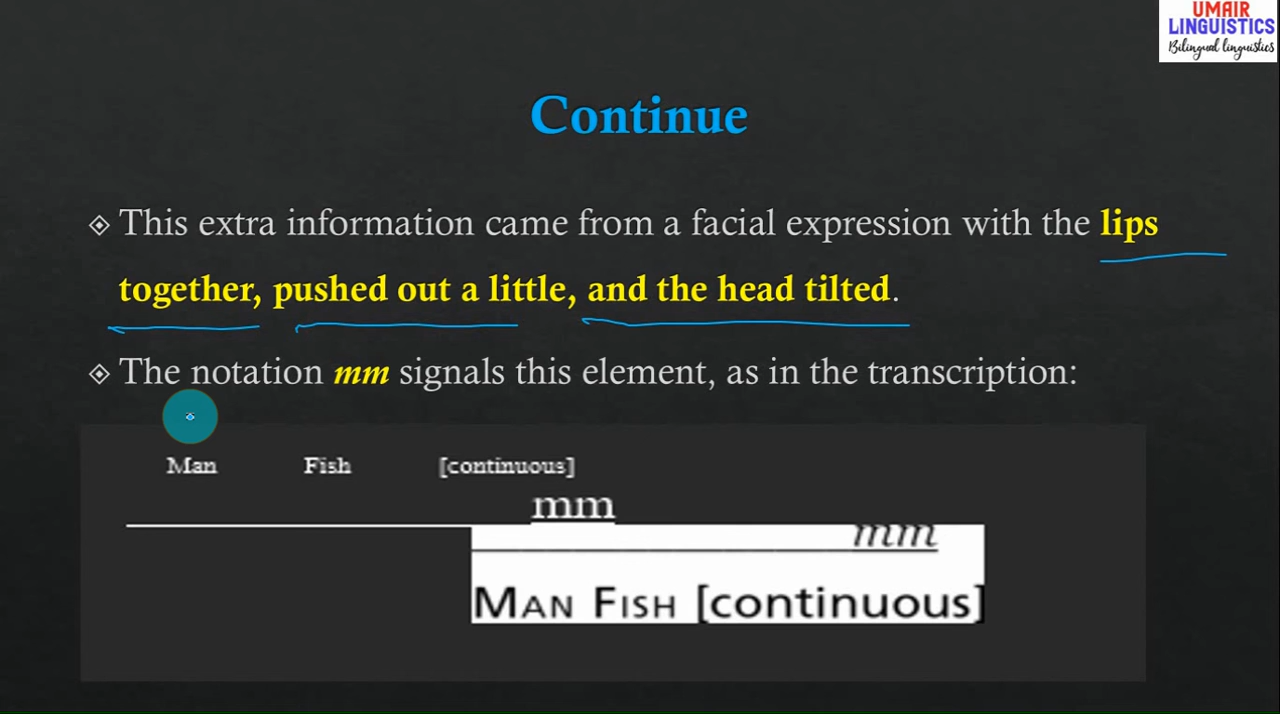 UMAIR
LINGUISTICS
Bilingual linguistics
Continue
This extra information came from a facial expression with the lips
together, pushed out a little, and the head tilted.
The notation mm signals this element, as in the transcription:
Man Fish [continuous]
mm
mm
MAN FISH [continuous]